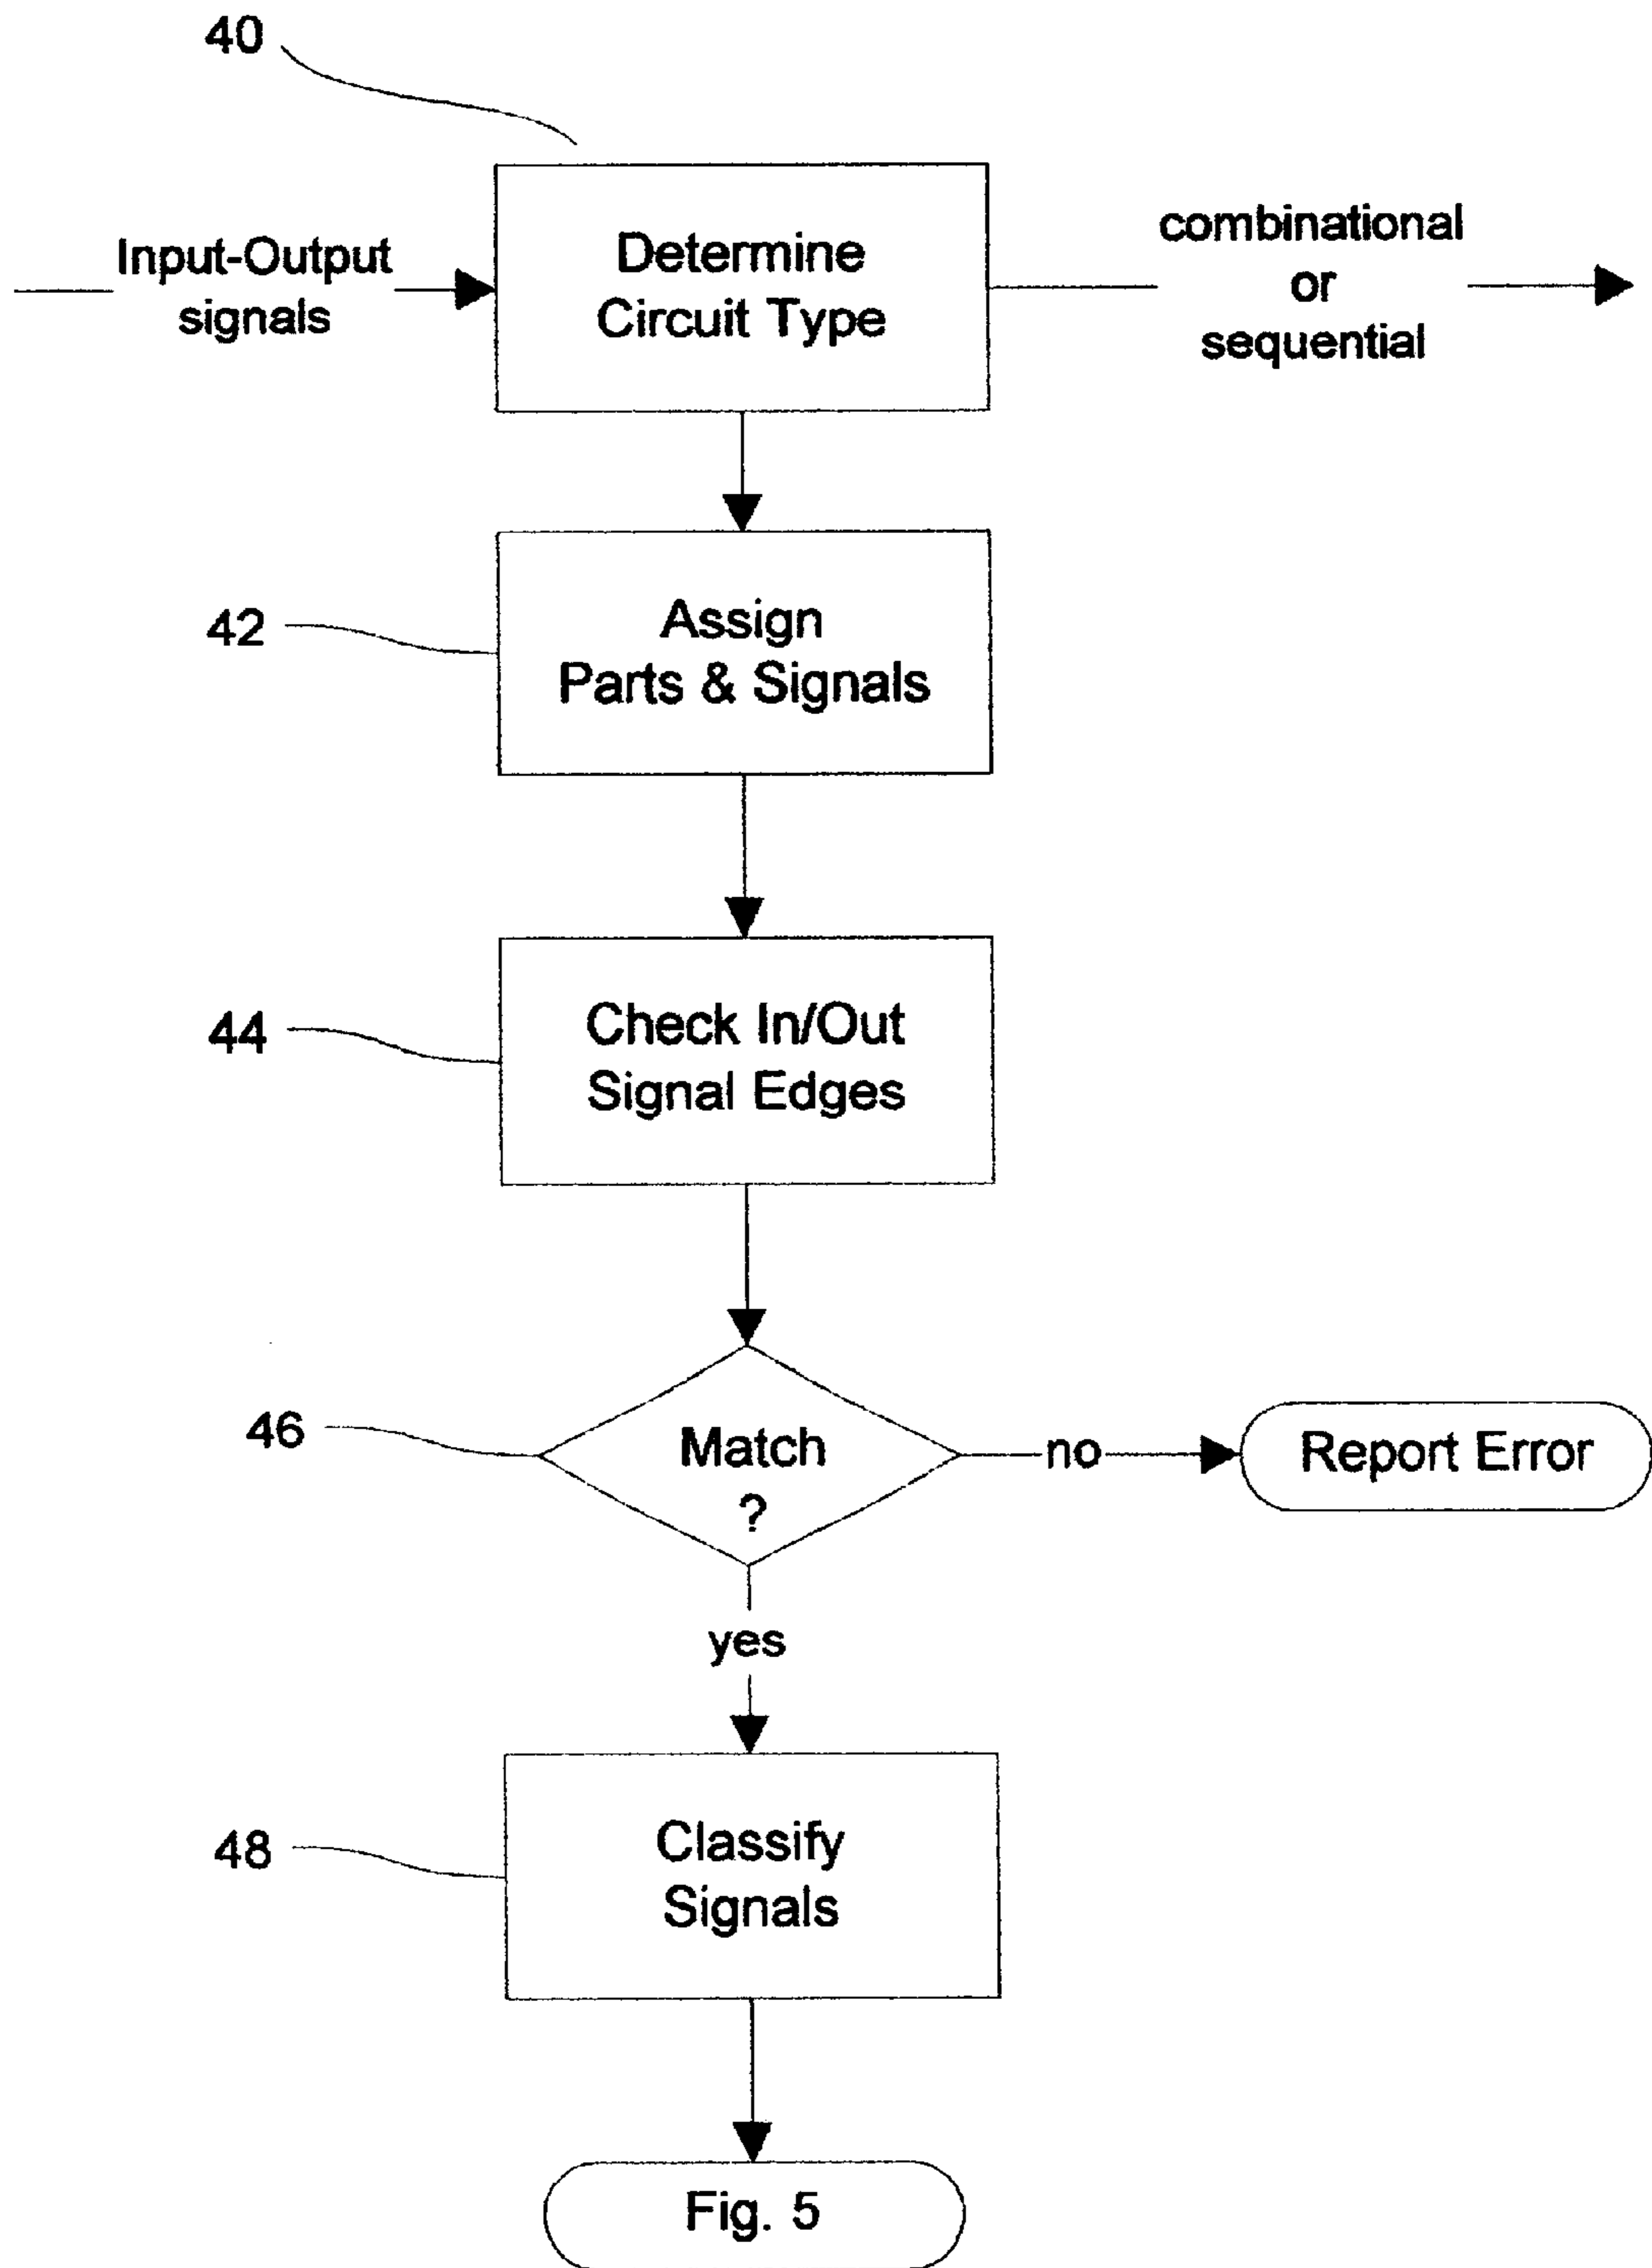 40
Input-Output
signals
Determine
Circuit Type
combinational
or
sequential
42
Assign
Parts & Signals
44
Check In/Out
Signal Edges
46
Match
?
no
Report Error
yes
48
Classify
Signals
Fig. 5